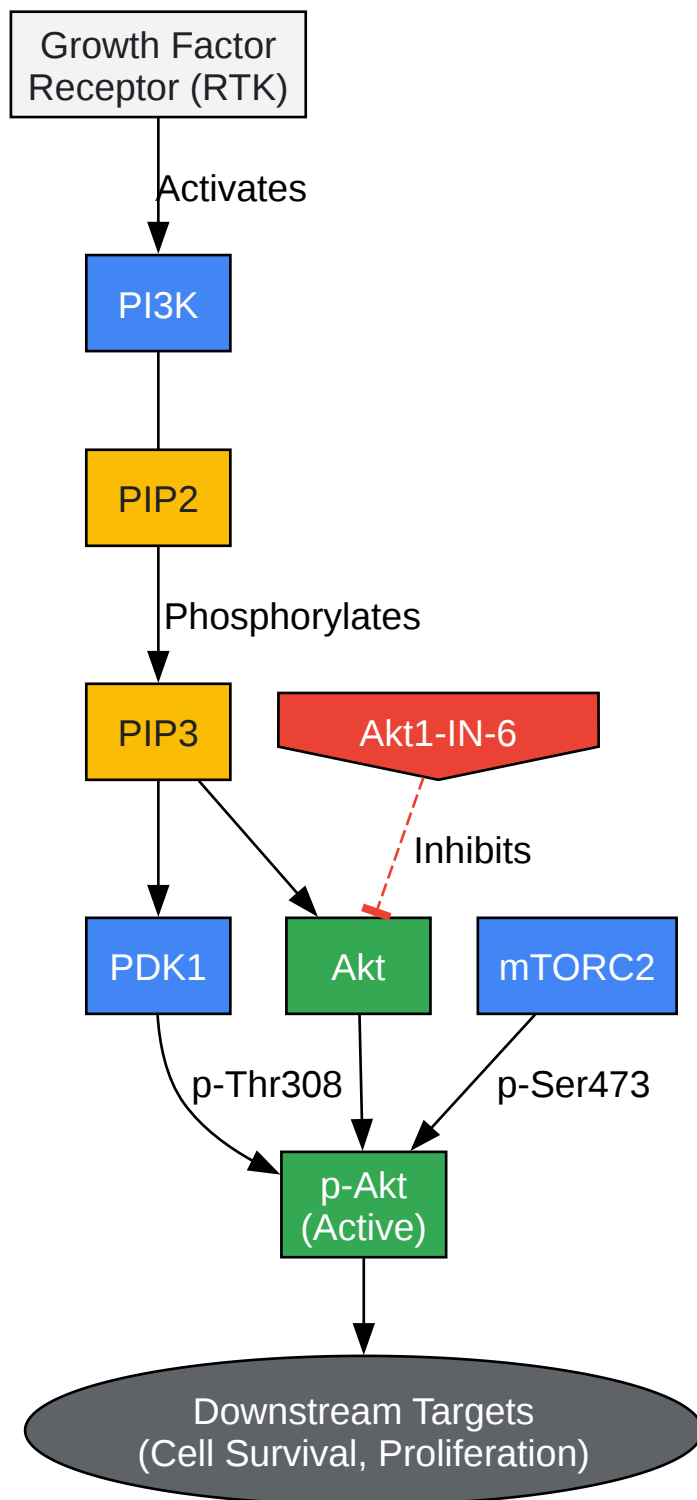 Growth Factor
Receptor (RTK)
Activates
PI3K
PIP2
Phosphorylates
PIP3
Akt1-IN-6
Inhibits
PDK1
Akt
mTORC2
p-Thr308
p-Ser473
p-Akt
(Active)
Downstream Targets
(Cell Survival, Proliferation)